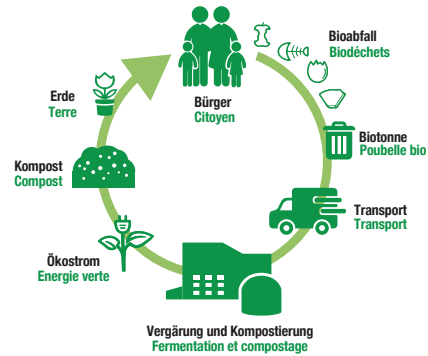 Bioabfall
Biodéchets
Bürger
Citoyen
Biotonne
Poubelle bio
Transport
Transport
Vergärung und Kompostierung
Fermentation et compostage
Ökostrom
Energie verte
Kompost
Compost
Erde
Terre